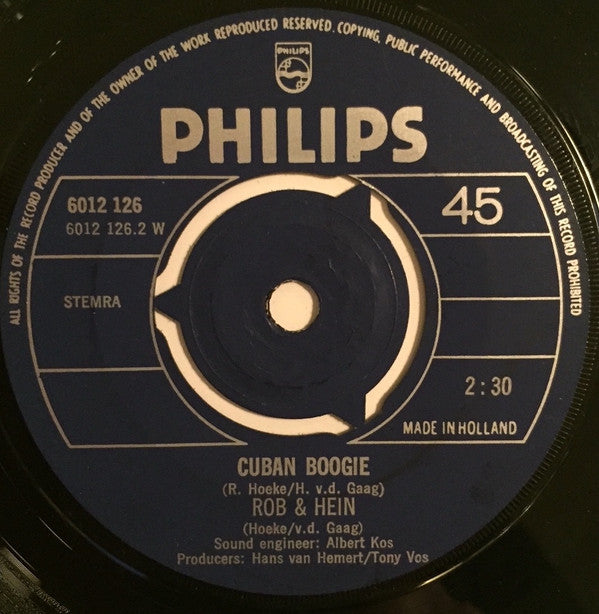 ALL RIGHTS OF THE RECORD PRODUCER AND OF THE OWNER OF THE WORK REPRODUCED RESERVED. COPYING, PUBLIC PERFORMANCE AND BROADCASTING OF THIS RECORD PROHIBITED
PHILIPS
PHILIPS
6012 126
45
6012 126.2 W
STEMRA
2:30
MADE IN HOLLAND
CUBAN BOOGIE
(R. Hoeke/H. v.d. Gaag)
ROB & HEIN
(Hoeke/v.d. Gaag)
Sound engineer: Albert Kos
Producers: Hans van Hemert/Tony Vos